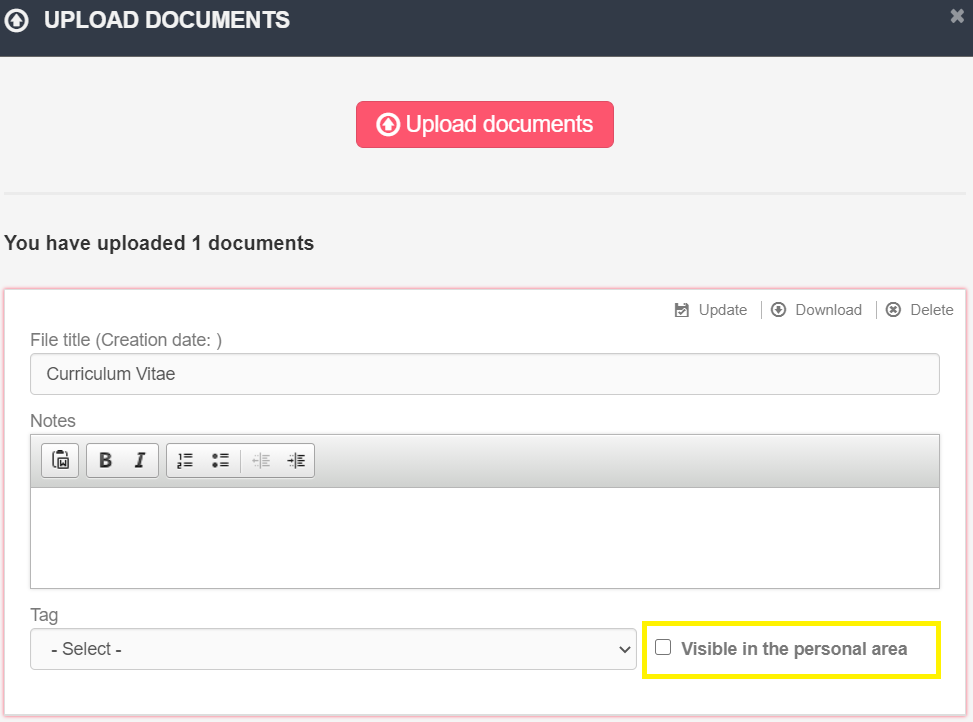 UPLOAD DOCUMENTS
Upload documents
You have uploaded 1 documents
Update Download Delete
File title (Creation date: )
Curriculum Vitae
Notes
B I
Tag
- Select - Visible in the personal area